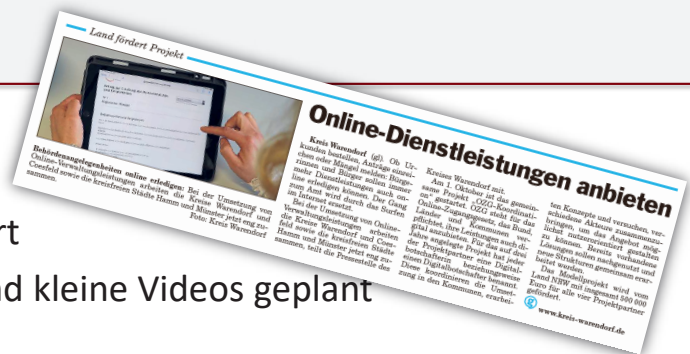 Land fördert Projekt
Online-Dienstleistungen anbieten
Behördenangelegenheiten online erledigen: Bei der Umsetzung von
Online-Verwaltungsleistungen arbeiten die Kreise Warendorf und
Coesfeld sowie die kreisfreien Städte Hamm und Münster jetzt eng zu-
sammen.
Foto: Kreis Warendorf
Kreis Warendorf (gl). Ob Ur-
kunden bestellen, Anträge einrei-
chen oder Mängel melden: Bürge-
rinnen und Bürger sollen immer
mehr Dienstleistungen auch on-
line erledigen können. Der Gang
zum Amt wird durch das Surfen
im Internet ersetzt.
Bei der Umsetzung von Online-
Verwaltungsleistungen arbeiten
die Kreise Warendorf und Coes-
feld sowie die kreisfreien Städte
Hamm und Münster jetzt eng zu-
sammen, teilt die Pressestelle des
Kreises Warendorf mit.
Am 1. Oktober ist das gemein-
same Projekt „OZG-Koordinati-
on“ gestartet. OZG steht für das
Online-Zugangsgesetz, das Bund,
Länder und Kommunen ver-
pflichtet, ihre Leistungen auch di-
gital anzubieten. Für das auf drei
Jahre angelegte Projekt hat jeder
der Projektpartner eine Digital-
botschafterin beziehungsweise
einen Digitalbotschafter benannt.
Diese koordinieren die Umset-
zung in den Kommunen, erarbei-
ten Konzepte und versuchen, ver-
schiedene Akteure zusammenzu-
bringen, um das Angebot mög-
lichst nutzerorientiert gestalten
zu können. Bereits vorhandene
Lösungen sollen nachgenutzt und
neue Strukturen gemeinsam erar-
beitet werden.
Das Modellprojekt wird vom
Land NRW mit insgesamt 500 000
Euro für alle vier Projektpartner
gefördert.
www.kreis-warendorf.de
rt
d kleine Videos geplant